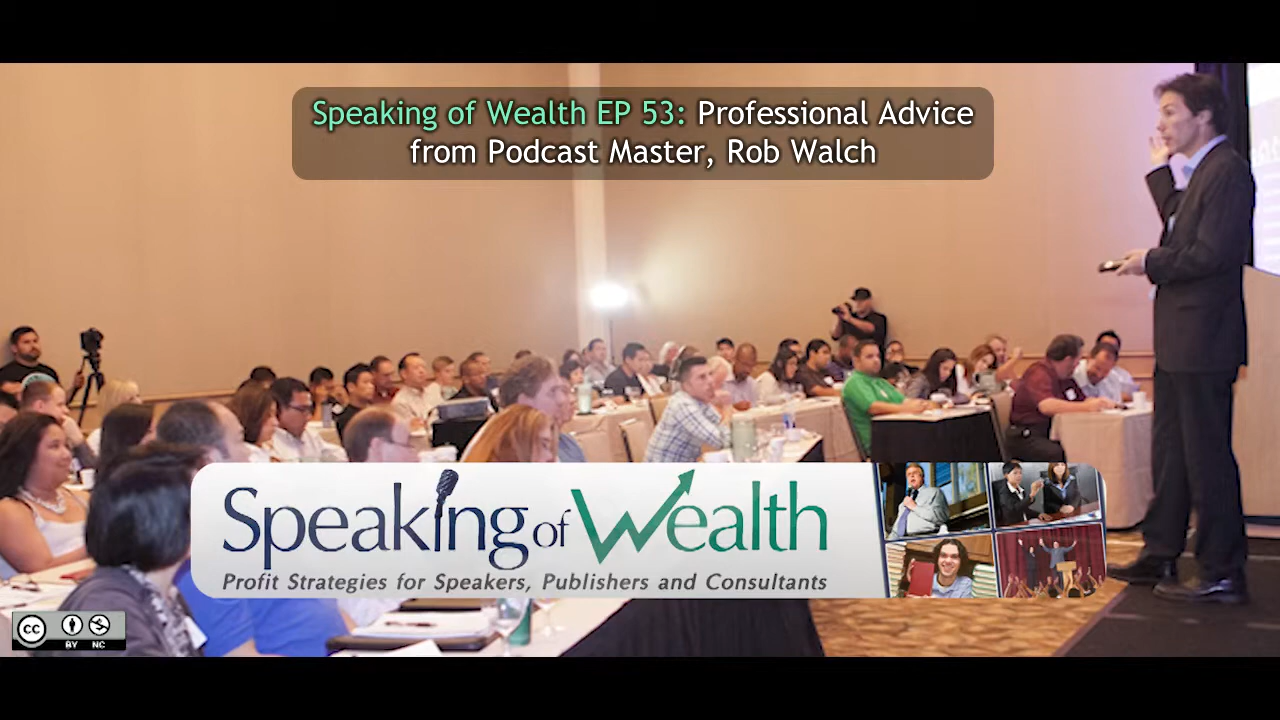 Speaking of Wealth EP 53: Professional Advice
from Podcast Master, Rob Walch
Speaking of Wealth
Profit Strategies for Speakers, Publishers and Consultants
cc
BY NC